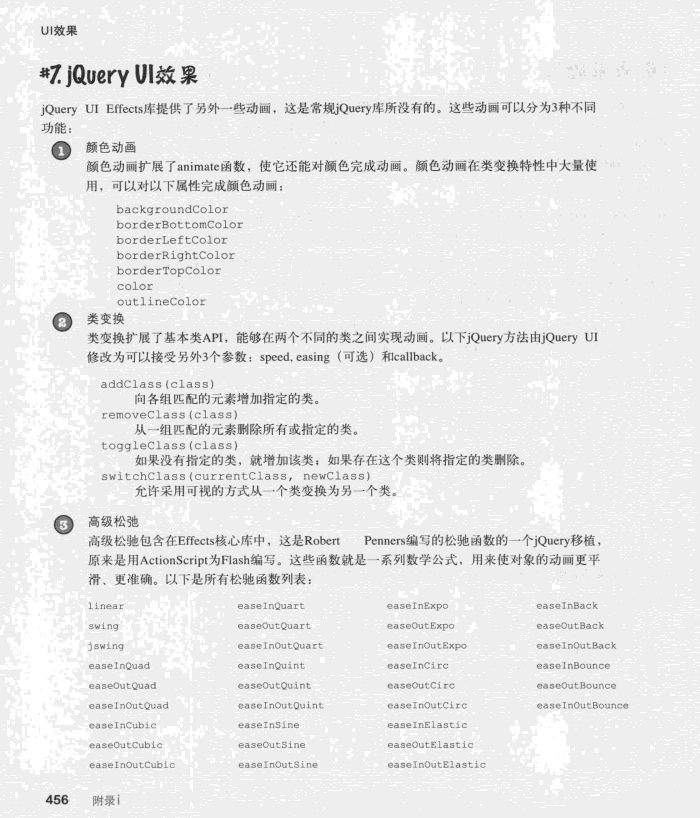 UI效果
#7. jQuery UI效果
jQuery UI Effects库提供了另外一些动画，这是常规jQuery库所没有的。这些动画可以分为3种不同
功能：
1 颜色动画
颜色动画扩展了animate函数，使它还能对颜色完成动画。颜色动画在类变换特性中大量使
用，可以对以下属性完成颜色动画：
backgroundColor
borderBottomColor
borderLeftColor
borderRightColor
borderTopColor
color
outlineColor
2 类变换
类变换扩展了基本类API，能够在两个不同的类之间实现动画。以下jQuery方法由jQuery UI
修改为可以接受另外3个参数：speed, easing（可选）和callback。
addClass(class)
向各组匹配的元素增加指定的类。
removeClass(class)
从一组匹配的元素删除所有或指定的类。
toggleClass(class)
如果没有指定的类，就增加该类；如果存在这个类则将指定的类删除。
switchClass(currentClass, newClass)
允许采用可视的方式从一个类变换为另一个类。
3 高级松弛
高级松弛包含在Effects核心库中，这是Robert Penners编写的松驰函数的一个jQuery移植，
原来是用ActionScript为Flash编写。这些函数就是一系列数学公式，用来使对象的动画更平
滑、更准确。以下是所有松驰函数列表：
linear easeInQuart easeInExpo easeInBack
swing easeOutQuart easeOutExpo easeOutBack
jswing easeInOutQuart easeInOutExpo easeInOutBack
easeInQuad easeInQuint easeInCirc easeInBounce
easeOutQuad easeOutQuint easeOutCirc easeOutBounce
easeInOutQuad easeInOutQuint easeInOutCirc easeInOutBounce
easeInCubic easeInSine easeInElastic
easeOutCubic easeOutSine easeOutElastic
easeInOutCubic easeInOutSine easeInOutElastic
456 附录i